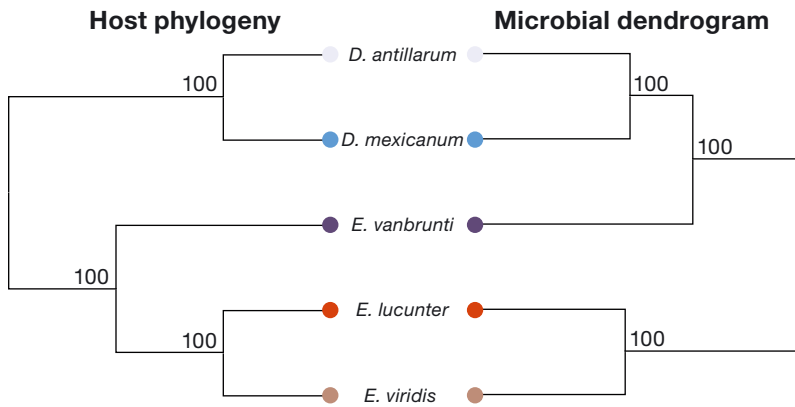 Host phylogeny
Microbial dendrogram
D. antillarum
100
100
D. mexicanum
100
E. vanbrunti
100
E. lucunter
100
100
E. viridis